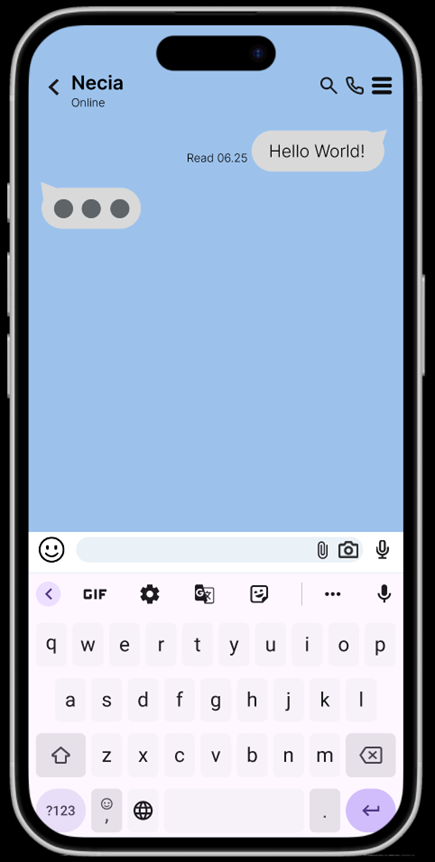 Necia
Online
Hello World!
Read 06.25
GIF
q w e r t y u i o p
a s d f g h j k l
z x c v b n m
?123 , .